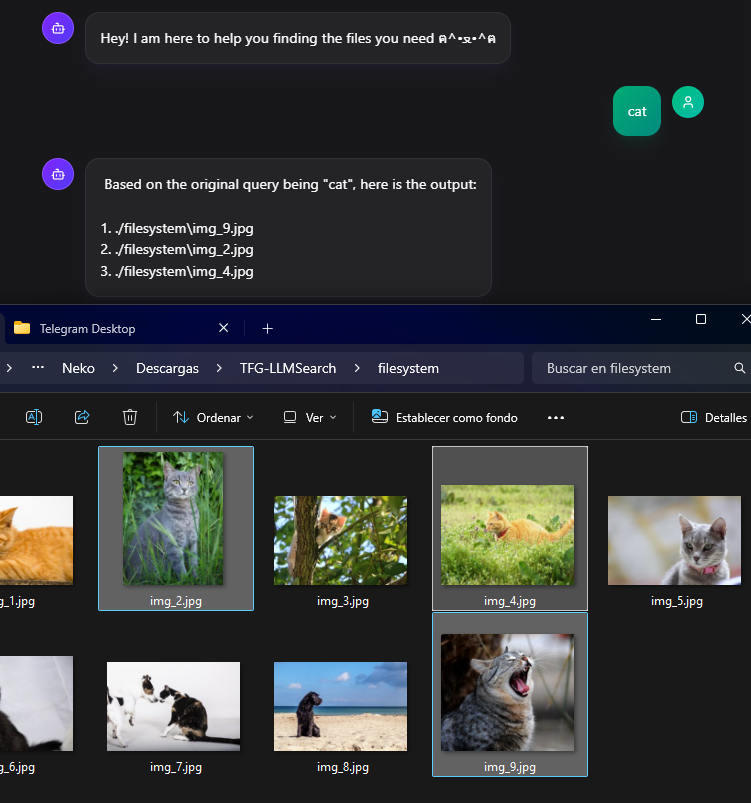 Hey! I am here to help you finding the files you need ฅ^•ﻌ•^ฅ
cat
Based on the original query being "cat", here is the output:
1. ./filesystem\img_9.jpg
2. ./filesystem\img_2.jpg
3. ./filesystem\img_4.jpg
Telegram Desktop
Neko > Descargas > TFG-LLMSearch > filesystem
Buscar en filesystem
Ordenar
Ver
Establecer como fondo
Detalles
g_1.jpg
img_2.jpg
img_3.jpg
img_4.jpg
img_5.jpg
g_6.jpg
img_7.jpg
img_8.jpg
img_9.jpg